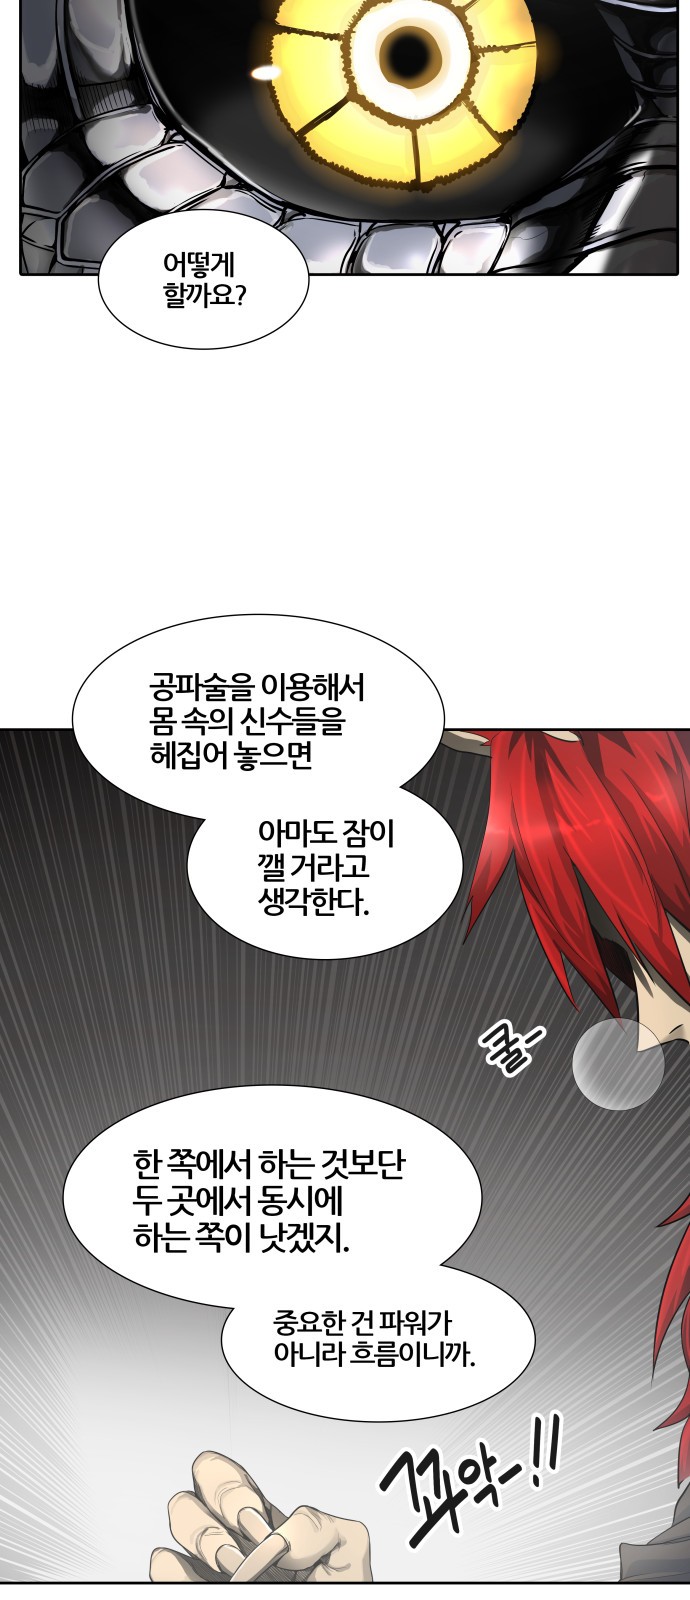 어떻게
할까요?
공파술을 이용해서
몸 속의 신수들을
헤집어 놓으면
아마도 잠이
깰 거라고
생각한다.
쿨-
한 쪽에서 하는 것보단
두 곳에서 동시에
하는 쪽이 낫겠지.
중요한 건 파워가
아니라 흐름이니까.
꽈악-!!